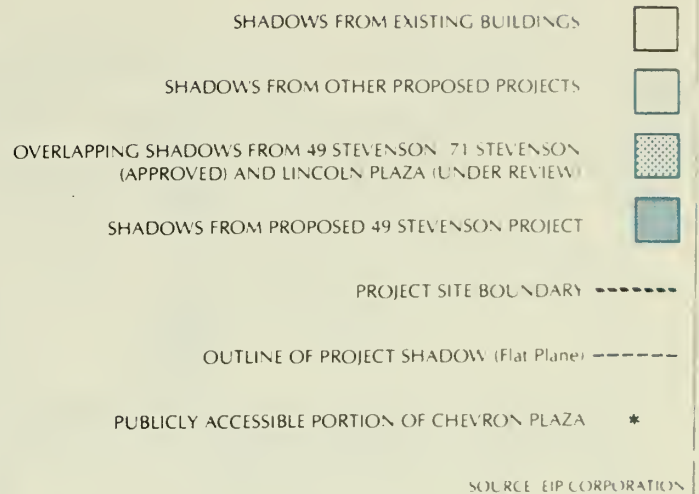 SHADOWS FROM EXISTING BUILDINGS
SHADOWS FROM OTHER PROPOSED PROJECTS
OVERLAPPING SHADOWS FROM 49 STEVENSON 71 STEVENSON
(APPROVED) AND LINCOLN PLAZA (UNDER REVIEW)
SHADOWS FROM PROPOSED 49 STEVENSON PROJECT
PROJECT SITE BOUNDARY
OUTLINE OF PROJECT SHADOW (Flat Plane)
PUBLICLY ACCESSIBLE PORTION OF CHEVRON PLAZA *
SOURCE EIP CORPORATION